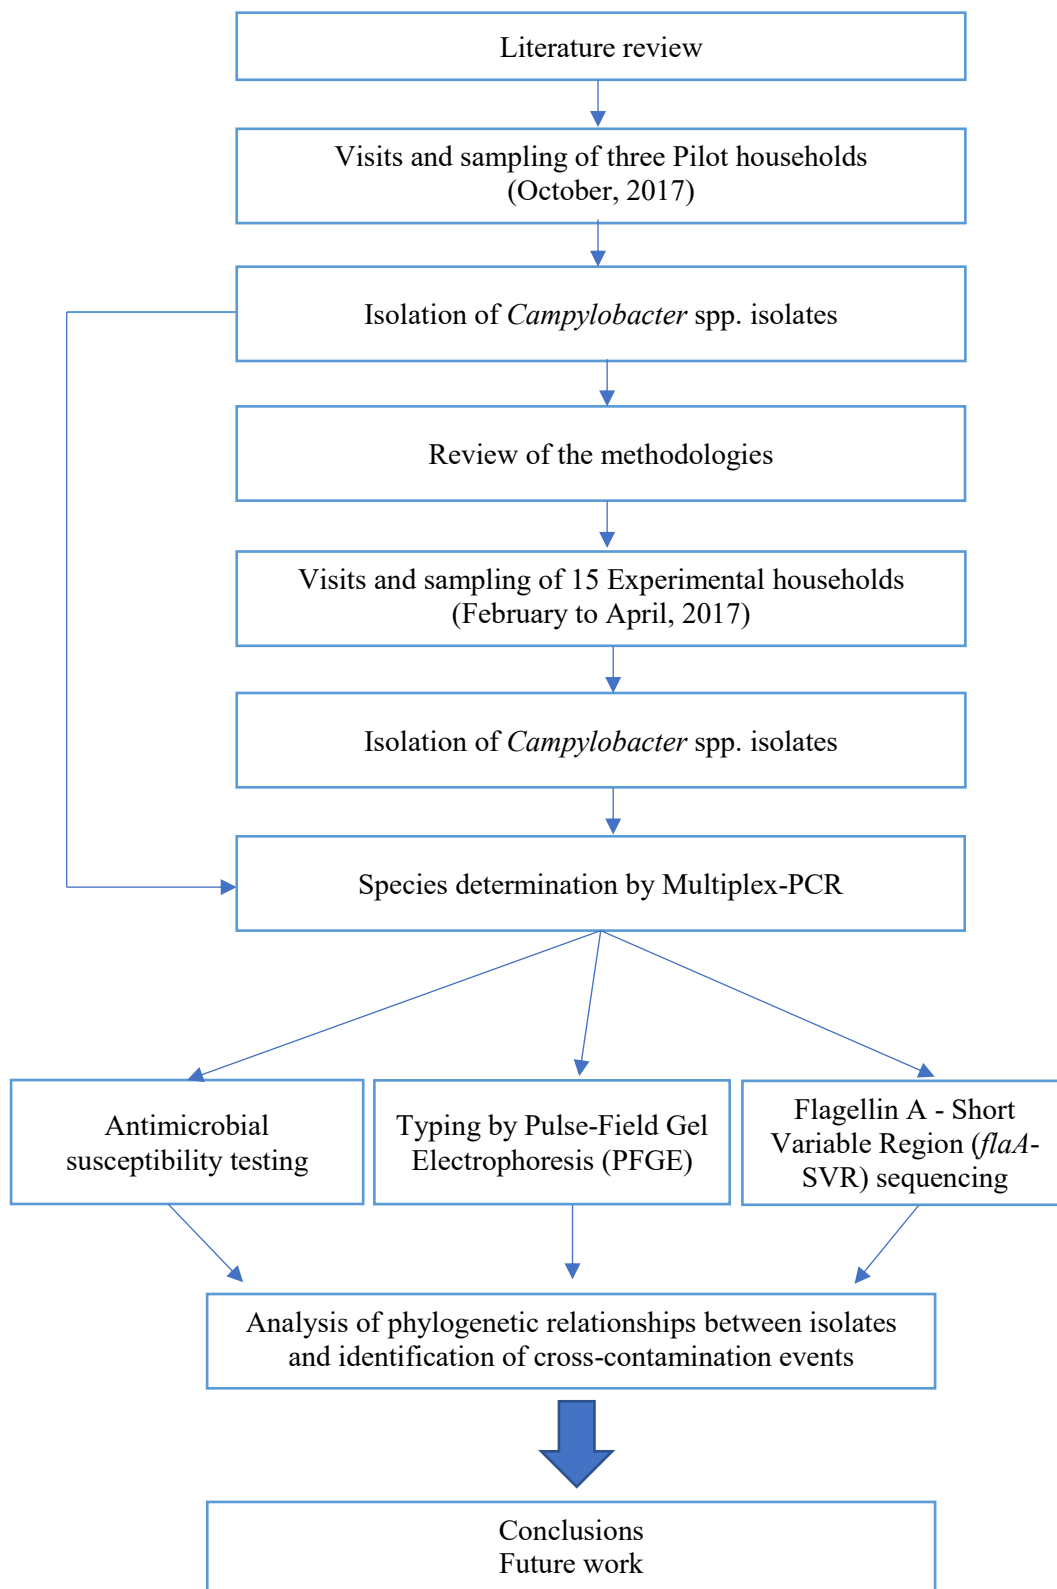 Literature review
Visits and sampling of three Pilot households
(October, 2017)
Isolation of Campylobacter spp. isolates
Review of the methodologies
Visits and sampling of 15 Experimental households
(February to April, 2017)
Isolation of Campylobacter spp. isolates
Species determination by Multiplex-PCR
Antimicrobial
susceptibility testing
Typing by Pulse-Field Gel
Electrophoresis (PFGE)
Flagellin A - Short
Variable Region (flaA-
SVR) sequencing
Analysis of phylogenetic relationships between isolates
and identification of cross-contamination events
Conclusions
Future work